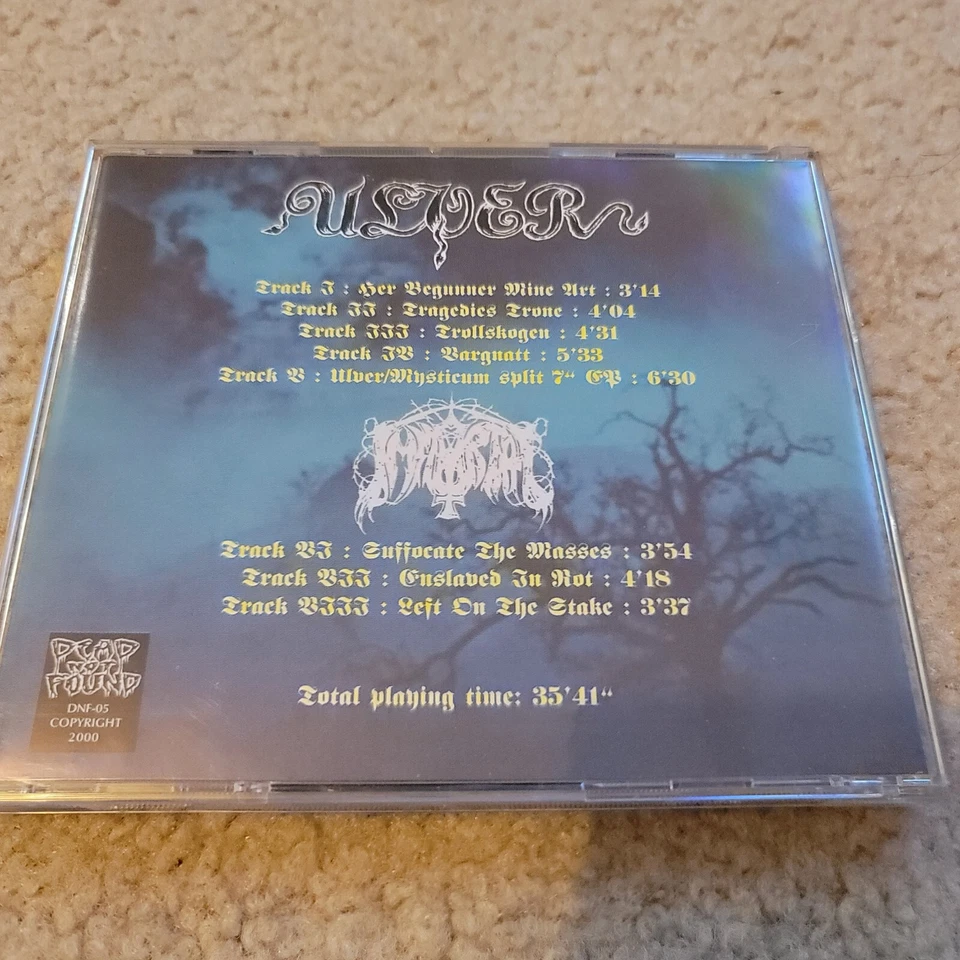 ULVER
Track I : Her Begunner Mine Art : 3'14
Track II : Tragedies Trone : 4'04
Track III : Trollskogen : 4'31
Track IV : Vargnatt : 5'33
Track V : Ulver/Mysticum split 7" EP : 6'30
IMMORTAL
Track VI : Suffocate The Masses : 3'54
Track VII : Enslaved In Rot : 4'18
Track VIII : Left On The Stake : 3'37
Total playing time: 35'41"
DEAD
NOT
FOUND
DNF-05
COPYRIGHT
2000